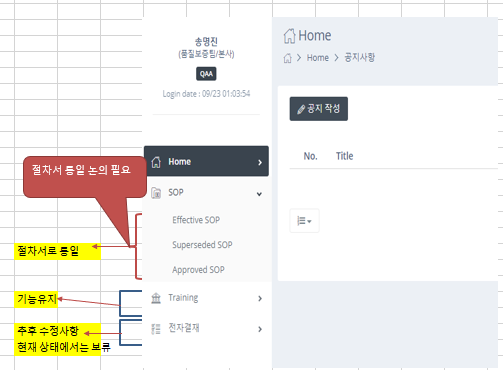 송명진
(품질보증팀/본사)
QAA
Login date : 09/23 01:03:54
Home
SOP
Effective SOP
Superseded SOP
Approved SOP
Training
전자결재
Home
Home > 공지사항
공지 작성
No. Title
절차서 통일 논의 필요
절차서로 통일
기능유지
추후 수정사항
현재 상태에서는 보류